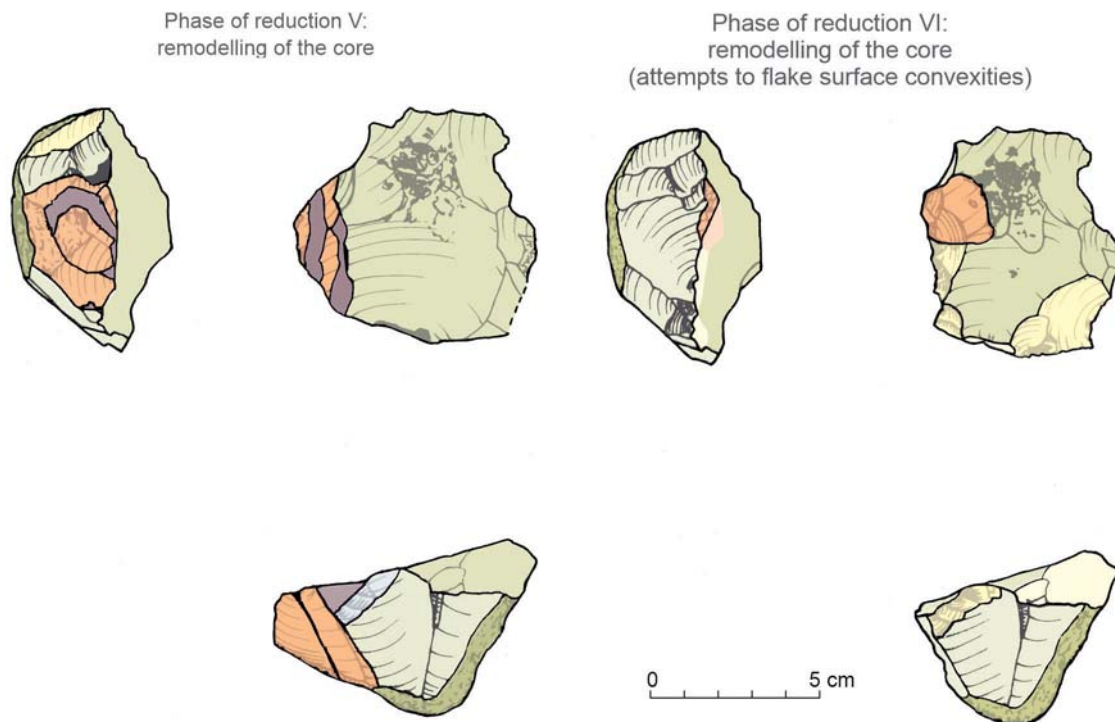 Phase of reduction V:
remodelling of the core
Phase of reduction VI:
remodelling of the core
(attempts to flake surface convexities)
0 5 cm